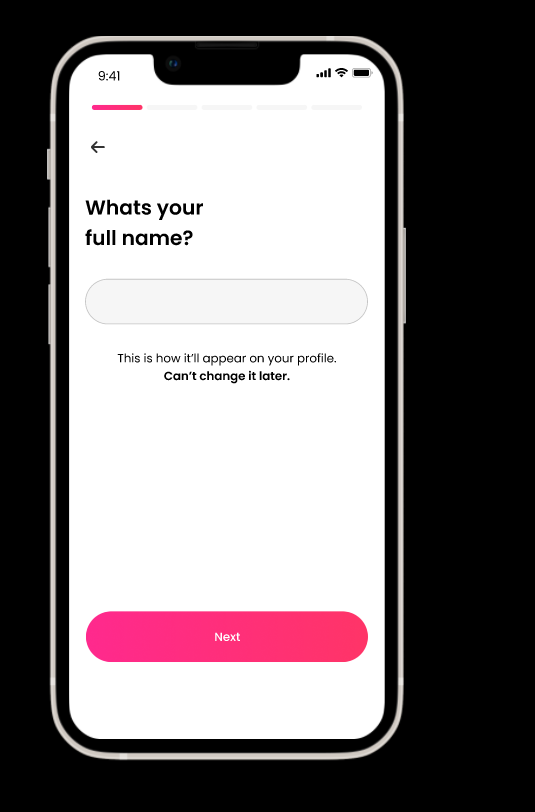 9:41
Whats your
full name?
This is how it’ll appear on your profile.
Can’t change it later.
Next